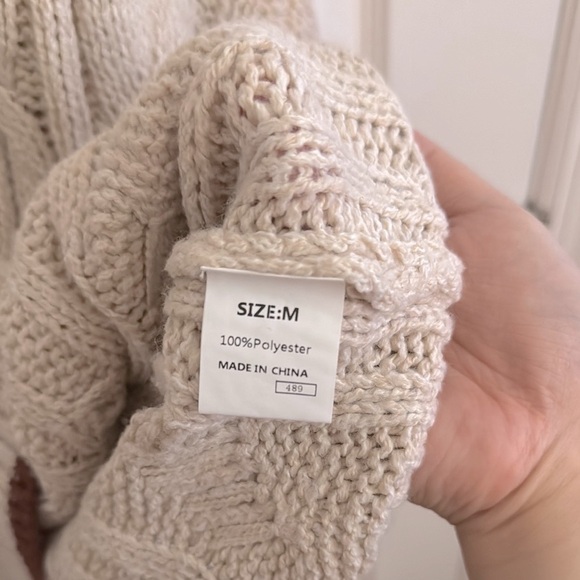 SIZE:M
100%Polyester
MADE IN CHINA
489